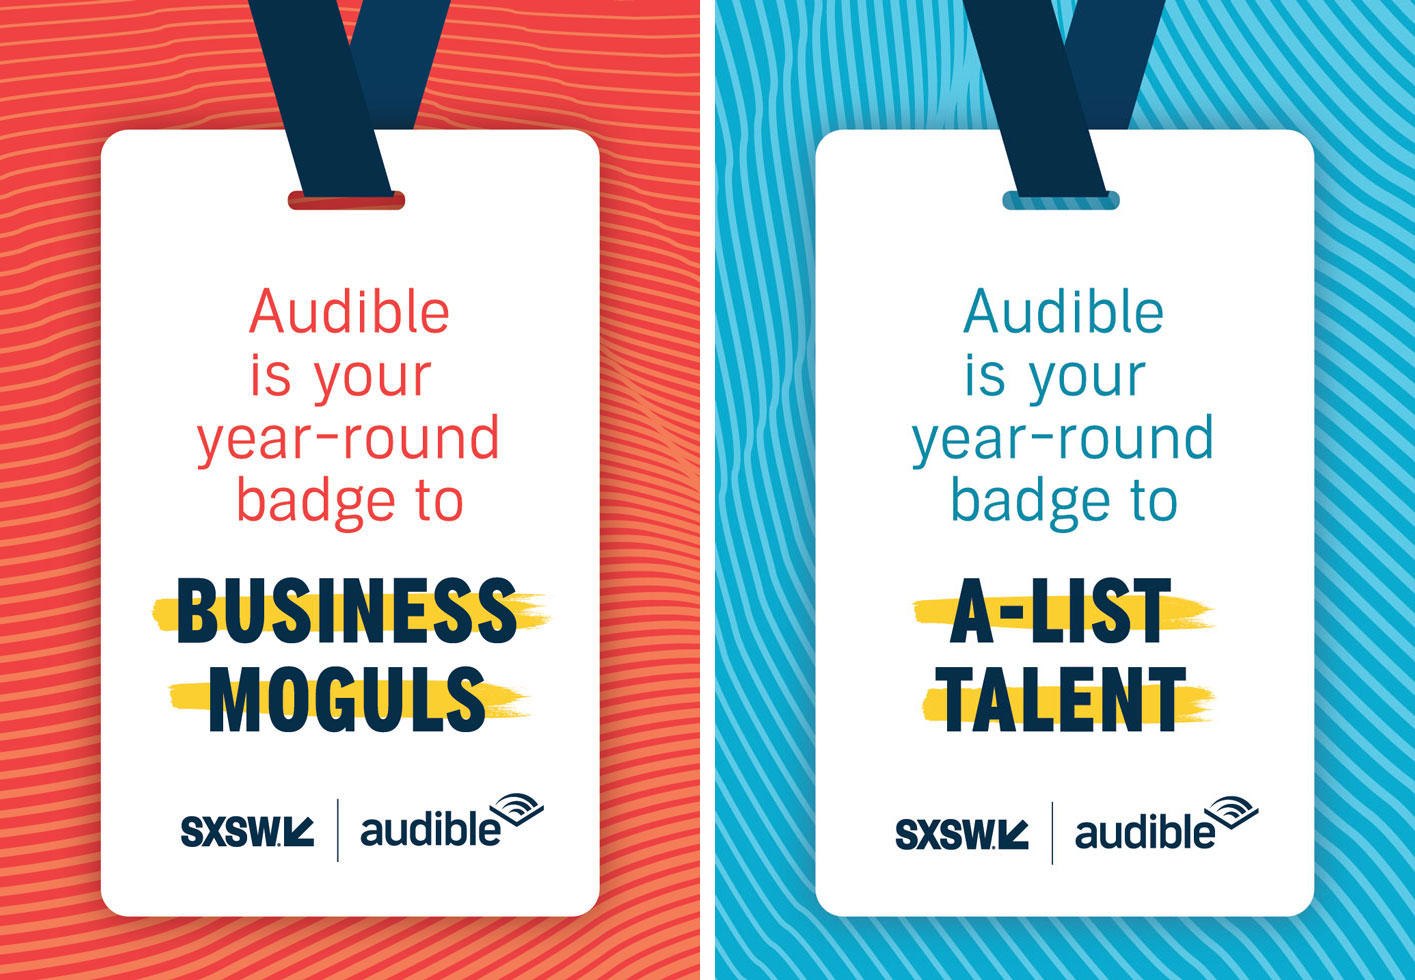 Audible
is your
year-round
badge to
BUSINESS
MOGULS
SXSW. audible
Audible
is your
year-round
badge to
A-LIST
TALENT
SXSW. audible